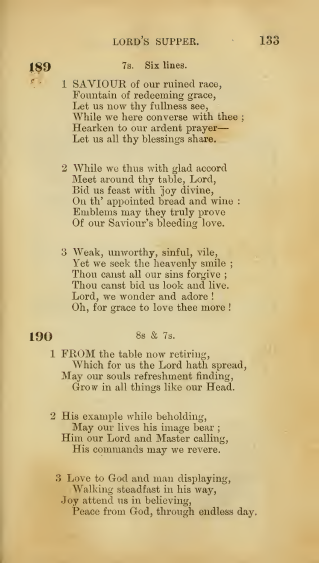 LORD'S SUPPER. 133
189 7s. Six lines.
1 SAVIOUR of our ruined race,
Fountain of redeeming grace,
Let us now thy fullness see,
While we here converse with thee ;
Hearken to our ardent prayer—
Let us all thy blessings share.
2 While we thus with glad accord
Meet around thy table, Lord,
Bid us feast with joy divine,
On th' appointed bread and wine :
Emblems may they truly prove
Of our Saviour's bleeding love.
3 Weak, unworthy, sinful, vile,
Yet we seek the heavenly smile ;
Thou canst all our sins forgive ;
Thou canst bid us look and live.
Lord, we wonder and adore !
Oh, for grace to love thee more !
190 8s & 7s.
1 FROM the table now retiring,
Which for us the Lord hath spread,
May our souls refreshment finding,
Grow in all things like our Head.
2 His example while beholding,
May our lives his image bear ;
Him our Lord and Master calling,
His commands may we revere.
3 Love to God and man displaying,
Walking steadfast in his way,
Joy attend us in believing,
Peace from God, through endless day.